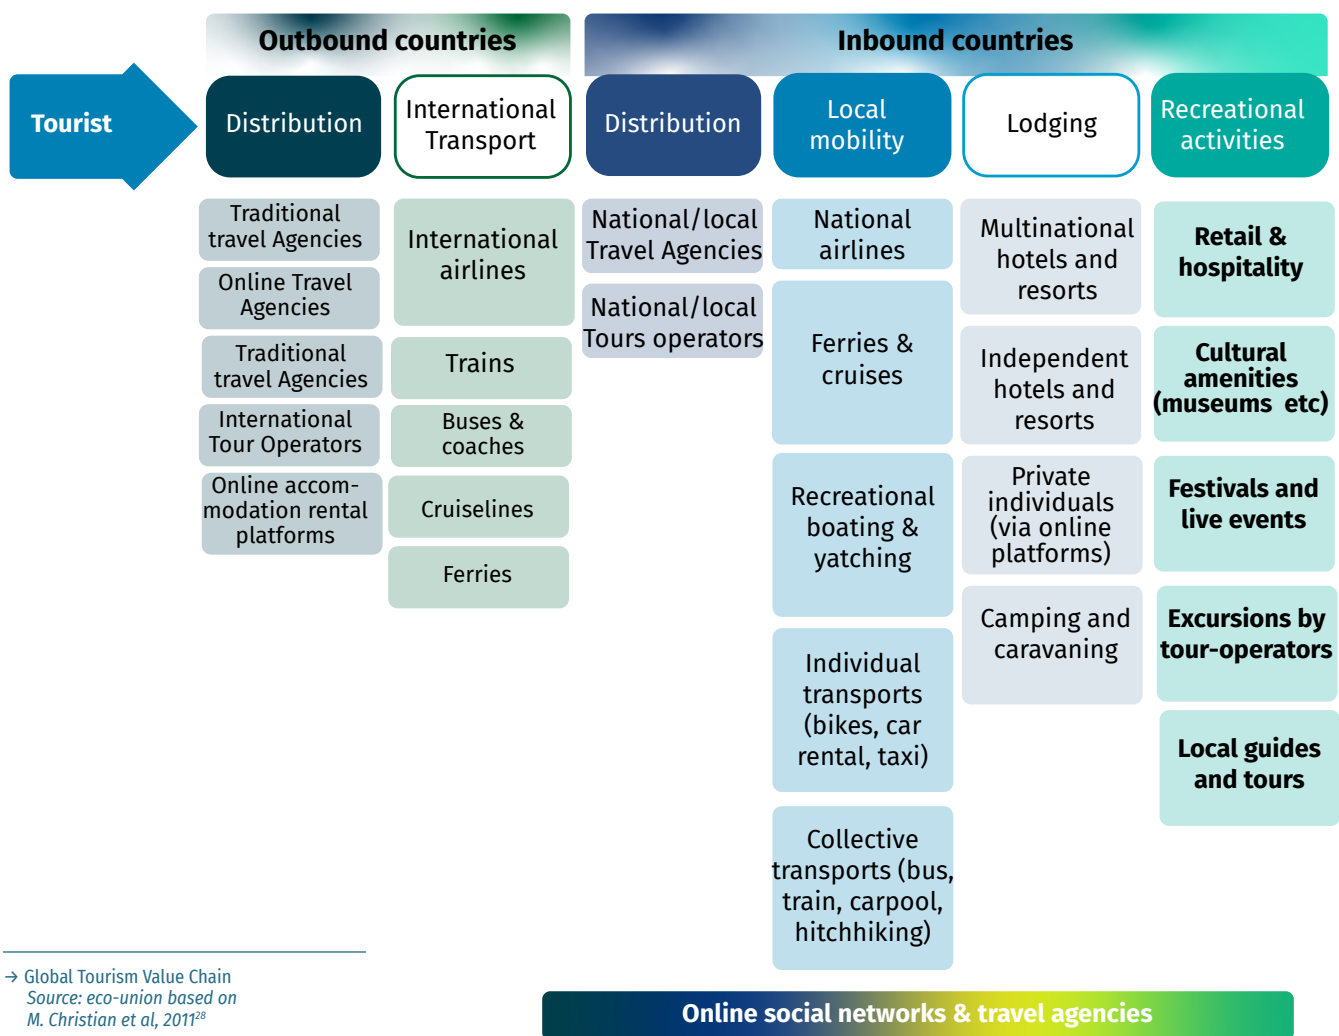 Outbound countries
Inbound countries
Tourist
Distribution
International
Transport
Distribution
Local
mobility
Lodging
Recreational
activities
Traditional
travel Agencies
Online Travel
Agencies
Traditional
travel Agencies
International
Tour Operators
Online accom-
modation rental
platforms
International
airlines
Trains
Buses &
coaches
Cruiselines
Ferries
National/local
Travel Agencies
National/local
Tours operators
National
airlines
Ferries &
cruises
Recreational
boating &
yatching
Individual
transports
(bikes, car
rental, taxi)
Collective
transports (bus,
train, carpool,
hitchhiking)
Multinational
hotels and
resorts
Independent
hotels and
resorts
Private
individuals
(via online
platforms)
Camping and
caravaning
Retail &
hospitality
Cultural
amenities
(museums etc)
Festivals and
live events
Excursions by
tour-operators
Local guides
and tours
→ Global Tourism Value Chain
Source: eco-union based on
M. Christian et al, 2011²⁸
Online social networks & travel agencies